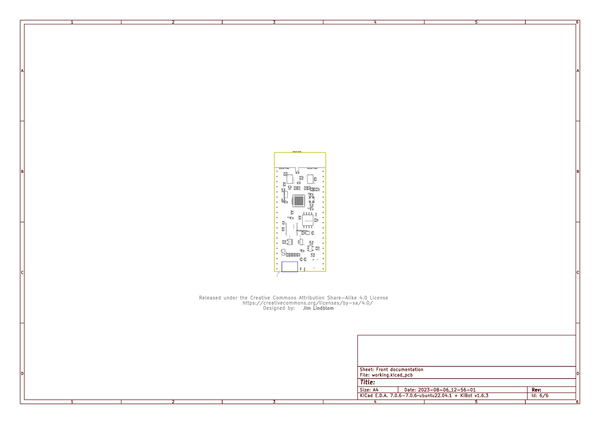 1 2 3 4 5 6
A A
B B
C C
Released under the Creative Commons Attribution Share-Alike 4.0 License
https://creativecommons.org/licenses/by-sa/4.0/
Designed by: Jim Lindblom
Sheet: Front documentation
File: working.kicad_pcb
D D
Title:
Size: A4 Date: 2023-08-06_12-56-01 Rev:
KiCad E.D.A. 7.0.6-7.0.6~ubuntu22.04.1 + KiBot v1.6.3 Id: 6/6
1 2 3 4 5 6